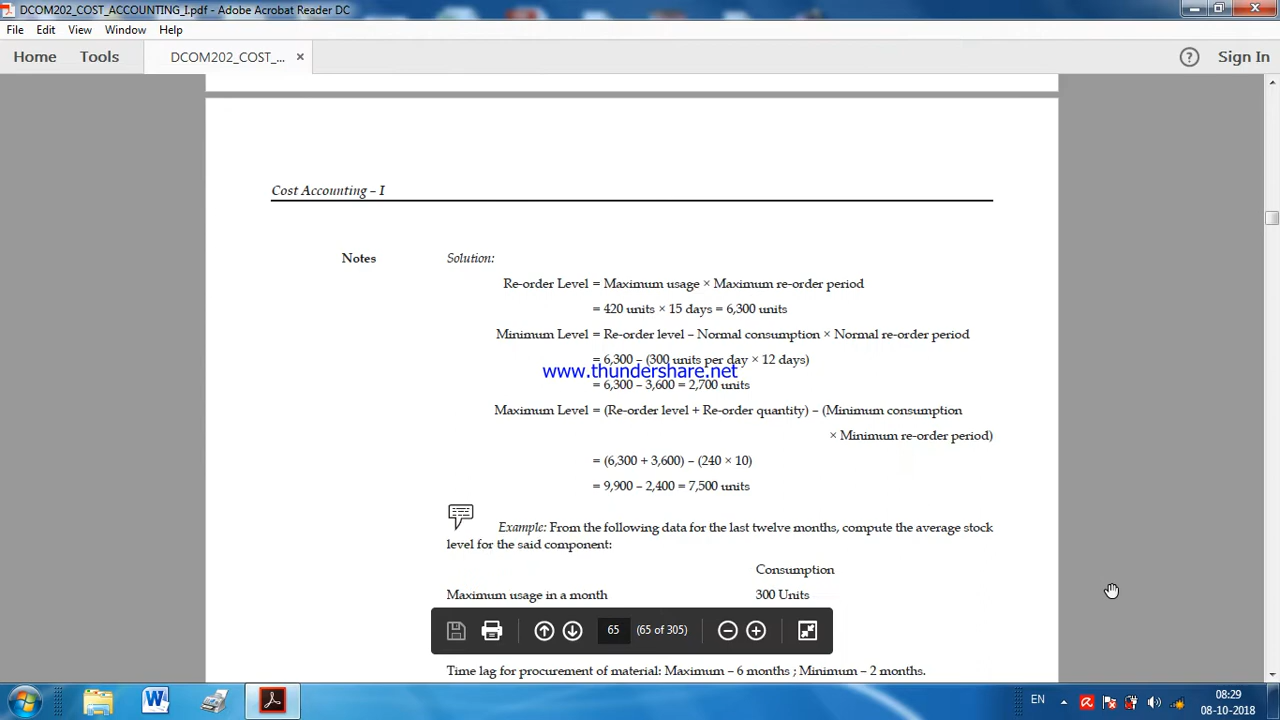 DCOM202_COST_ACCOUNTING_I.pdf - Adobe Acrobat Reader DC
File Edit View Window Help
Home Tools DCOM202_COST_... × ? Sign In
Cost Accounting – I
Notes Solution:
Re-order Level = Maximum usage × Maximum re-order period
= 420 units × 15 days = 6,300 units
Minimum Level = Re-order level – Normal consumption × Normal re-order period
= 6,300 – (300 units per day × 12 days)
www.thundershare.net
= 6,300 – 3,600 = 2,700 units
Maximum Level = (Re-order level + Re-order quantity) – (Minimum consumption
× Minimum re-order period)
= (6,300 + 3,600) – (240 × 10)
= 9,900 – 2,400 = 7,500 units
Example: From the following data for the last twelve months, compute the average stock
level for the said component:
Consumption
Maximum usage in a month 300 Units
65 (65 of 305)
Time lag for procurement of material: Maximum – 6 months ; Minimum – 2 months.
EN 08:29
08-10-2018